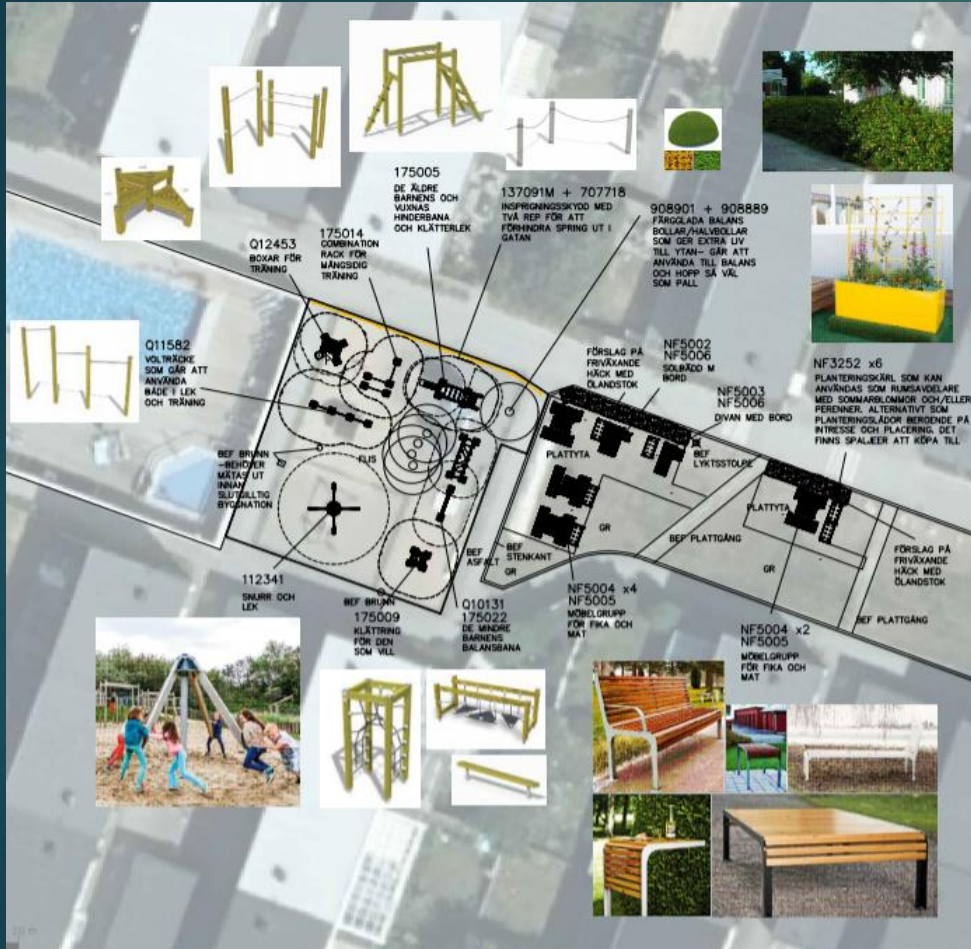 175005
DE ÄLDRE
BARNENS OCH
VUXNAS
HINDERBANA
OCH KLÄTTERLEK
137091M + 707718
INSPRIGNINGSSKYDD MED
TVÅ REP FÖR ATT
FÖRHINDRA SPRING UT I
GATAN
908901 + 908889
FÄRGGLADA BALANS
BOLLAR/HALVBOLLAR
SOM GER EXTRA LIV
TILL YTAN- GÅR ATT
ANVÄNDA TILL BALANS
OCH HOPP SÅ VÄL
SOM PALL
Q12453
BOXAR FÖR
TRÄNING
175014
COMBINATION
RACK FÖR
MÅNGSIDIG
TRÄNING
Q11582
VOLTRÄCKE
SOM GÅR ATT
ANVÄNDA
BÅDE I LEK
OCH TRÄNING
FÖRSLAG PÅ
FRIVÄXANDE
HÄCK MED
ÖLANDSTOK
NF5002
NF5006
SOLBÄDD M
BORD
NF5003
NF5006
DIVAN MED BORD
NF3252 x6
PLANTERINGSKÄRL SOM KAN
ANVÄNDAS SOM RUMSAVDELARE
MED SOMMARBLOMMOR OCH/ELLER
PERENNER. ALTERNATIVT SOM
PLANTERINGSLÅDOR BEROENDE PÅ
INTRESSE OCH PLACERING. DET
FINNS SPALJEER ATT KÖPA TILL
BEF BRUNN
-BEHÖVER
MÄTAS UT
INNAN
SLUTGILLTIG
BYGGNATION
FLIS
PLATTYTA
BEF
LYKTSSTOLPE
PLATTYTA
GR
BEF PLATTGÅNG
GR
BEF
ASFALT
BEF
STENKANT
GR
FÖRSLAG PÅ
FRIVÄXANDE
HÄCK MED
ÖLANDSTOK
BEF PLATTGÅNG
112341
SNURR OCH
LEK
BEF BRUNN
175009
KLÄTTRING
FÖR DEN
SOM VILL
Q10131
175022
DE MINDRE
BARNENS
BALANSBANA
NF5004 x4
NF5005
MÖBELGRUPP
FÖR FIKA OCH
MAT
NF5004 x2
NF5005
MÖBELGRUPP
FÖR FIKA OCH
MAT